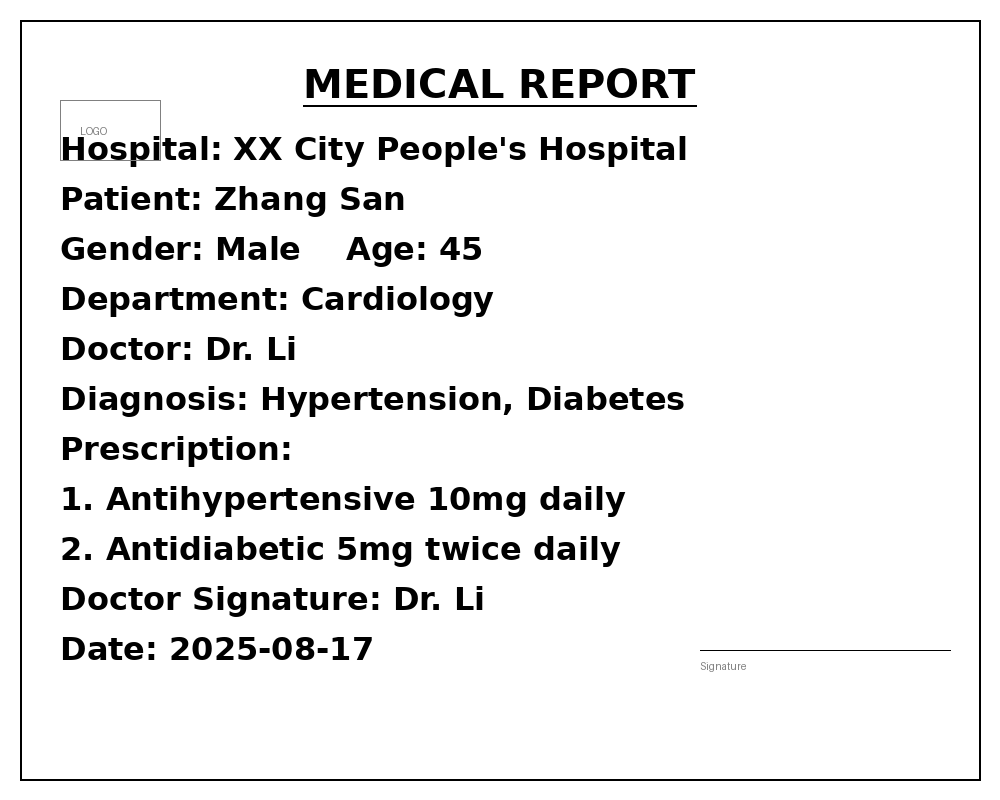 MEDICAL REPORT
LOGO
Hospital: XX City People's Hospital
Patient: Zhang San
Gender: Male    Age: 45
Department: Cardiology
Doctor: Dr. Li
Diagnosis: Hypertension, Diabetes
Prescription:
1. Antihypertensive 10mg daily
2. Antidiabetic 5mg twice daily
Doctor Signature: Dr. Li
Date: 2025-08-17
Signature